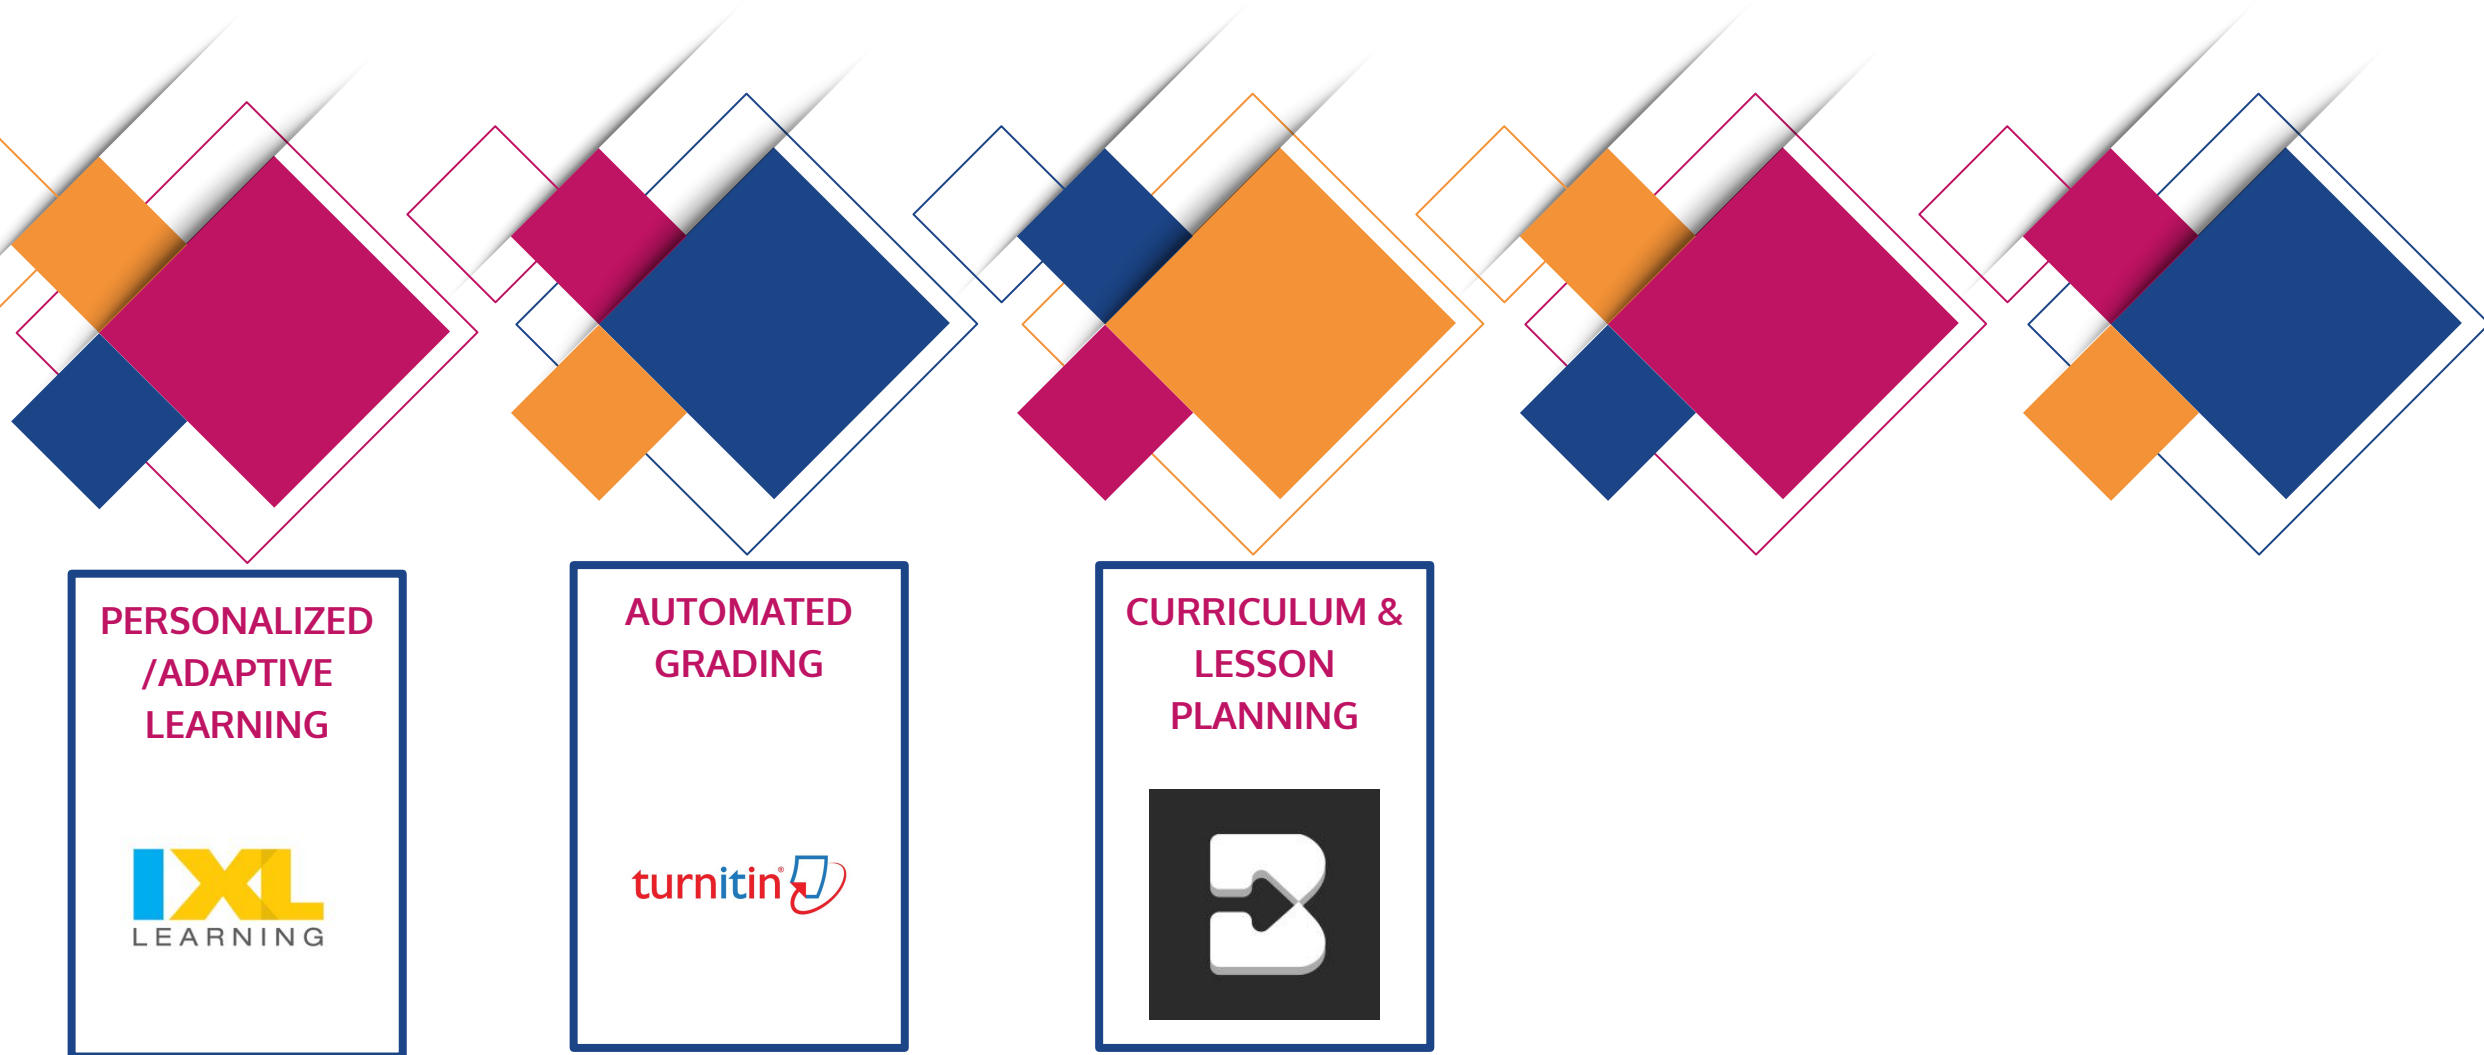 PERSONALIZED
/ADAPTIVE
LEARNING
IXL
LEARNING
AUTOMATED
GRADING
turnitin®
CURRICULUM &
LESSON
PLANNING
B